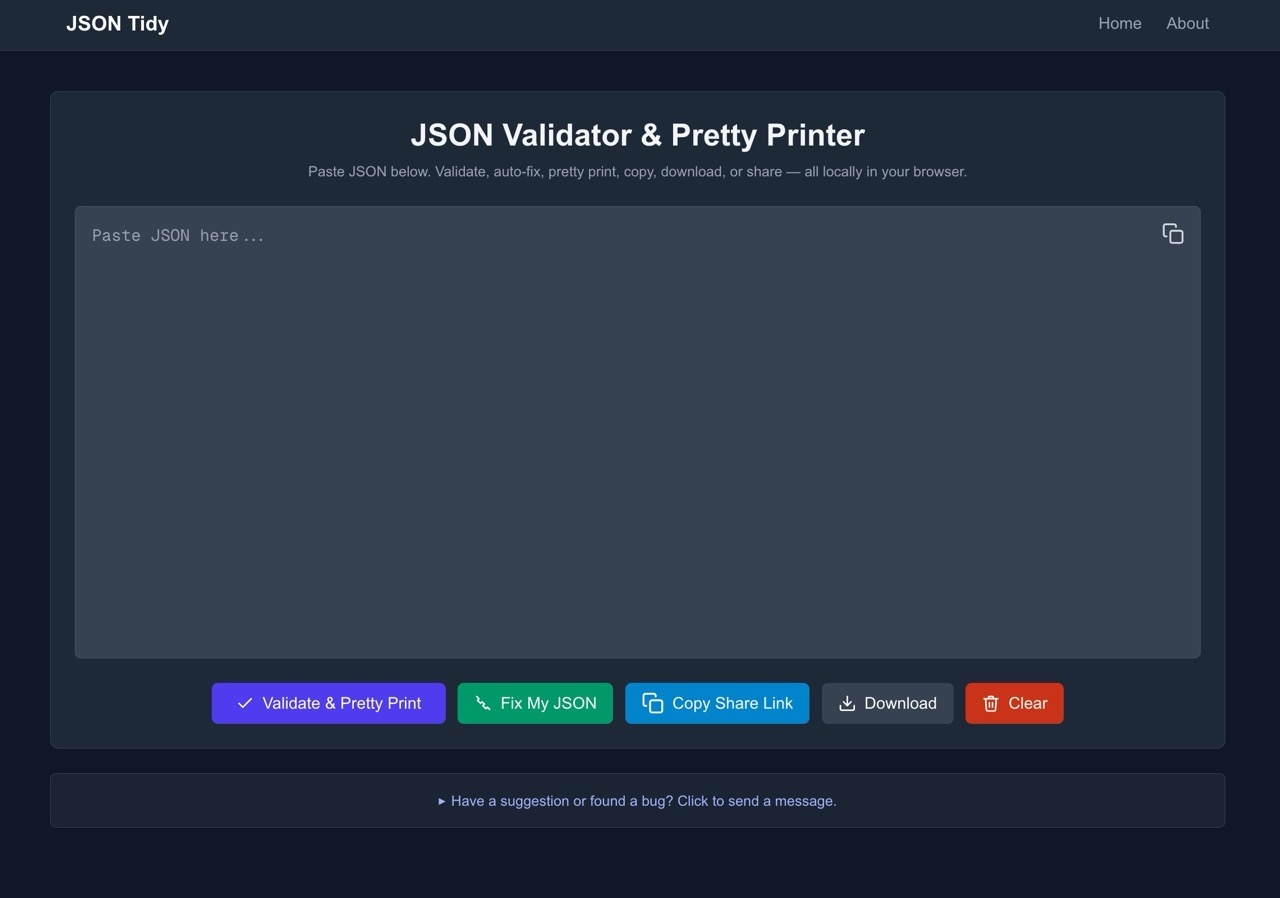 JSON Tidy
Home About
JSON Validator & Pretty Printer
Paste JSON below. Validate, auto-fix, pretty print, copy, download, or share — all locally in your browser.
Paste JSON here...
Validate & Pretty Print Fix My JSON Copy Share Link Download Clear
▸ Have a suggestion or found a bug? Click to send a message.